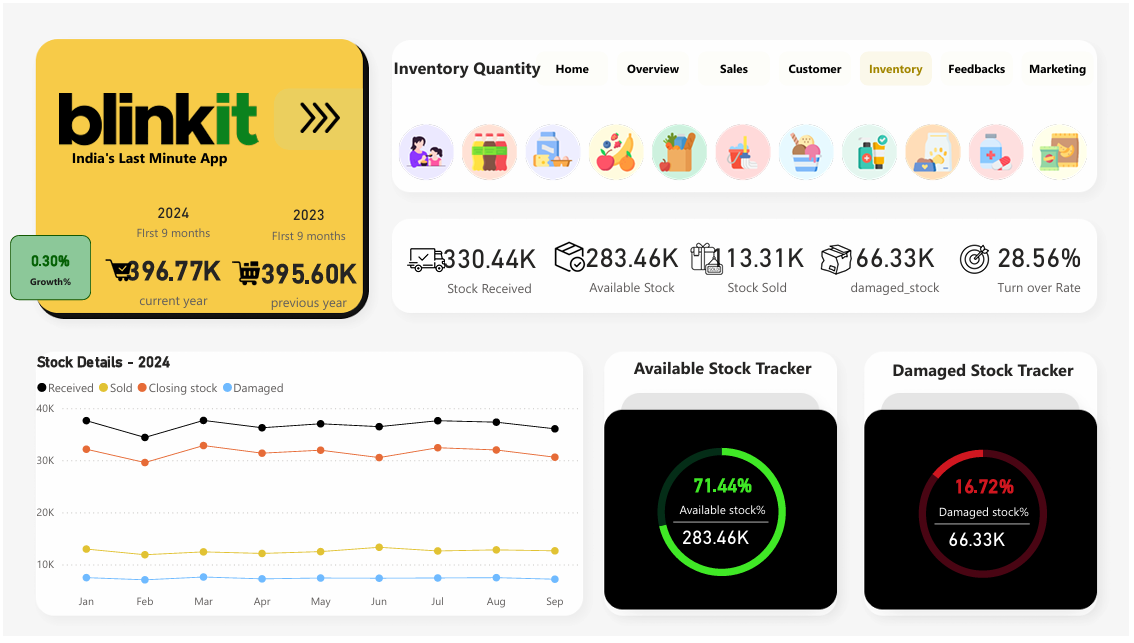 blinkit
India's Last Minute App
2024
FIrst 9 months
396.77K
current year
2023
FIrst 9 months
395.60K
previous year
0.30%
Growth%
Inventory Quantity
Home
Overview
Sales
Customer
Inventory
Feedbacks
Marketing
330.44K
Stock Received
283.46K
Available Stock
113.31K
Stock Sold
66.33K
damaged_stock
28.56%
Turn over Rate
Stock Details - 2024
Received Sold Closing stock Damaged
40K
30K
20K
10K
Jan Feb Mar Apr May Jun Jul Aug Sep
Available Stock Tracker
71.44%
Available stock%
283.46K
Damaged Stock Tracker
16.72%
Damaged stock%
66.33K